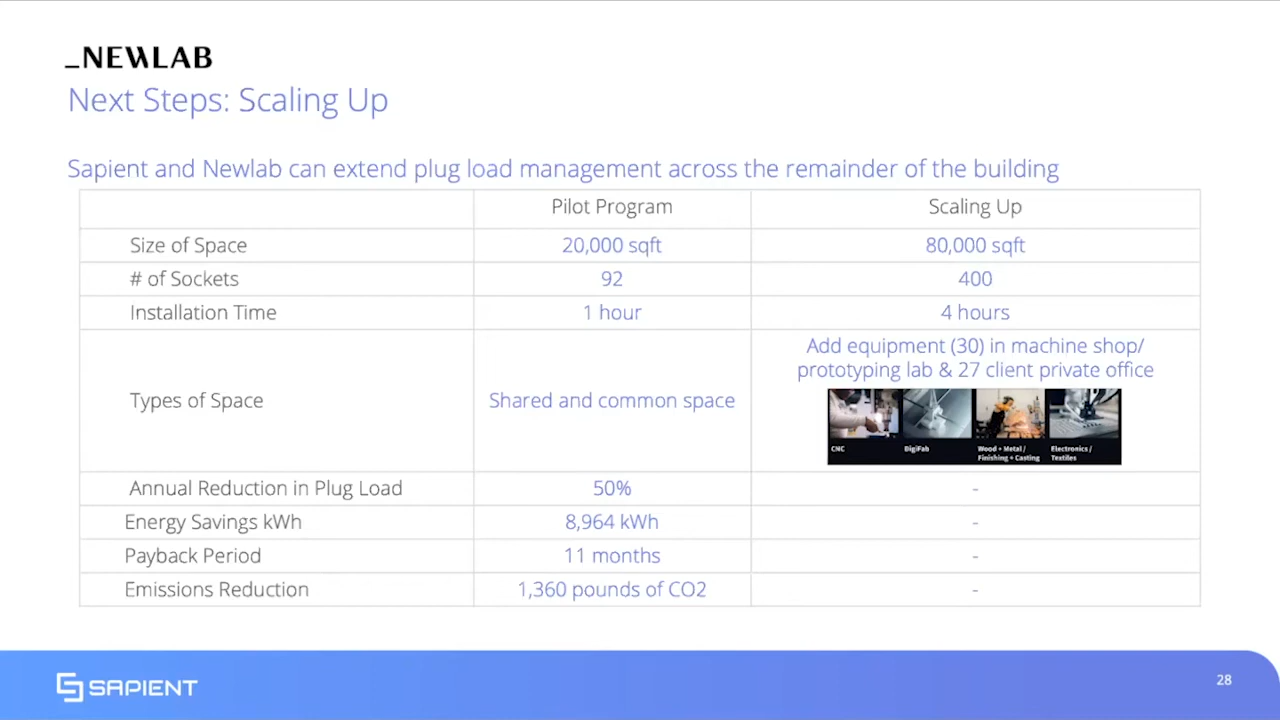 _NEWLAB
Next Steps: Scaling Up
Sapient and Newlab can extend plug load management across the remainder of the building
Pilot Program Scaling Up
Size of Space 20,000 sqft 80,000 sqft
# of Sockets 92 400
Installation Time 1 hour 4 hours
Types of Space Shared and common space Add equipment (30) in machine shop/
prototyping lab & 27 client private office
CNC DigiFab Wood + Metal / Electronics /
Finishing + Casting Textiles
Annual Reduction in Plug Load 50% -
Energy Savings kWh 8,964 kWh -
Payback Period 11 months -
Emissions Reduction 1,360 pounds of CO2 -
SAPIENT
28